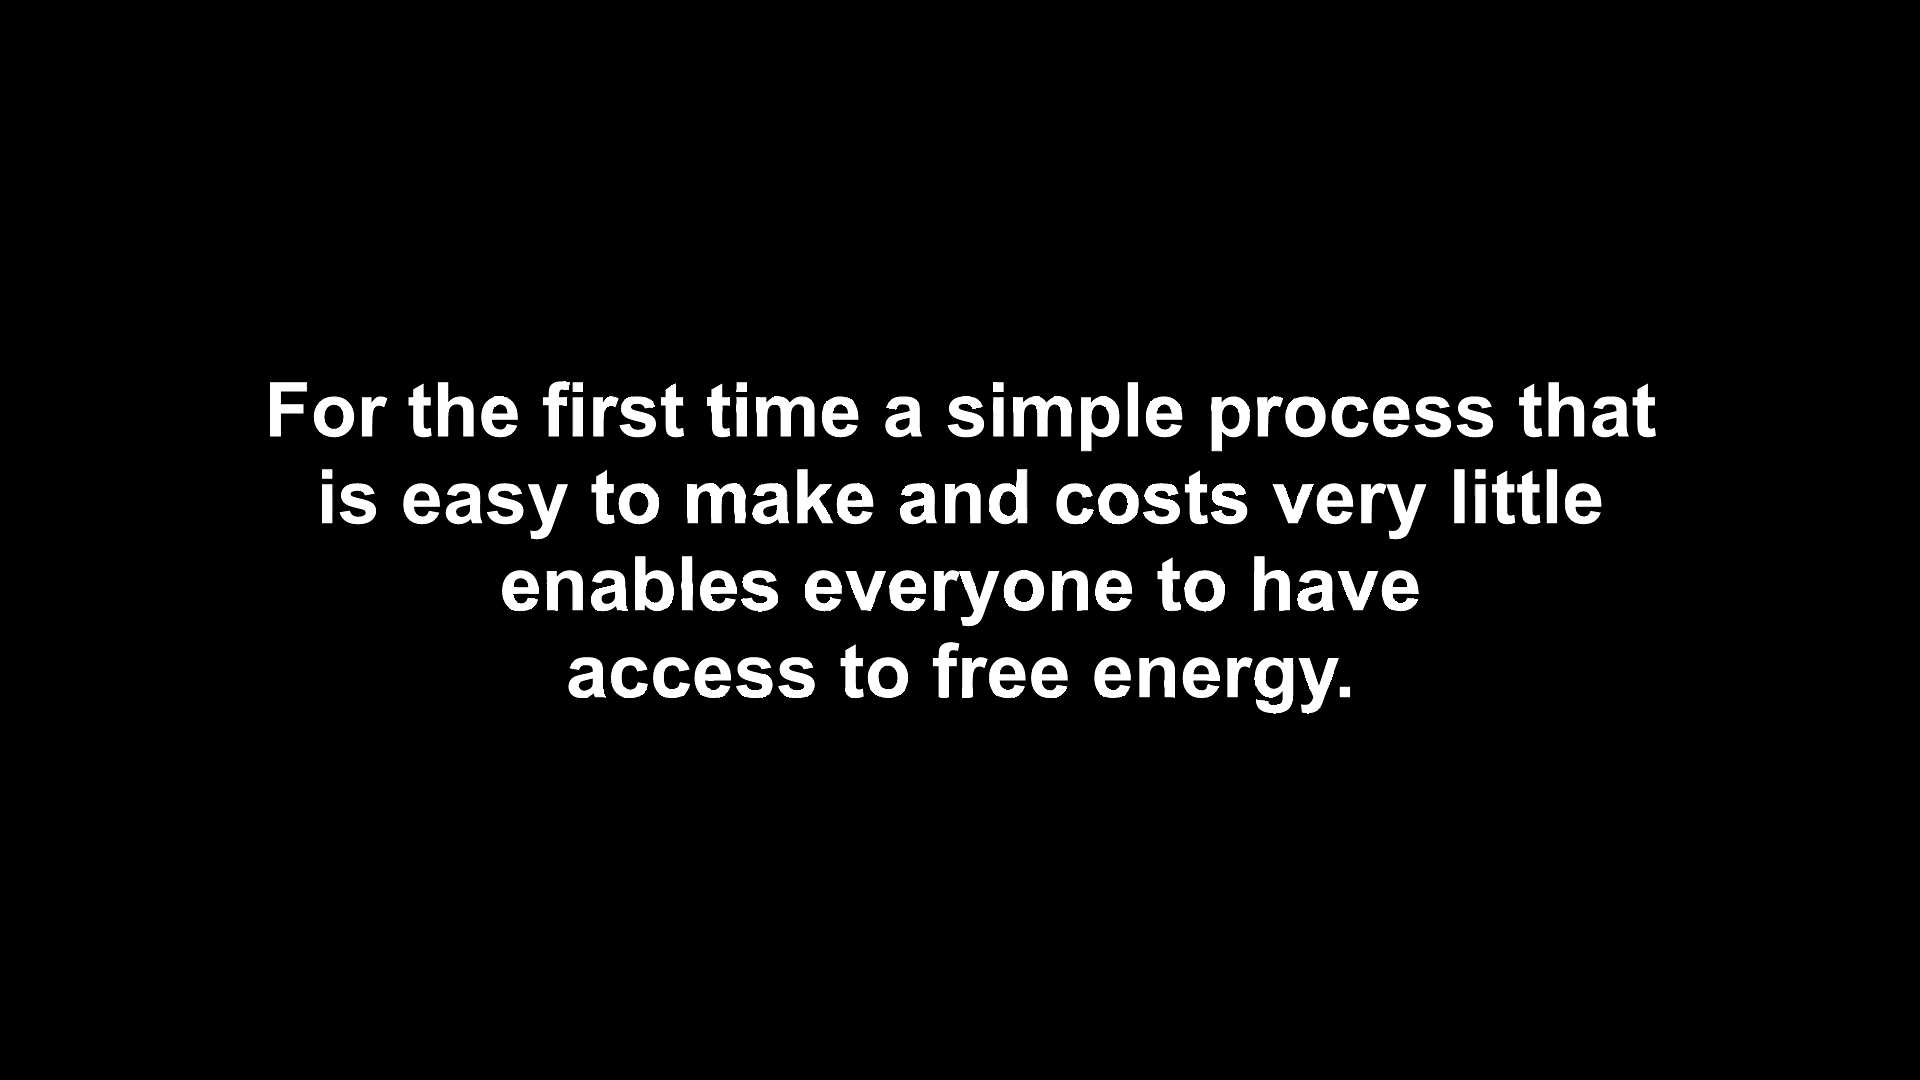 For the first time a simple process that
is easy to make and costs very little
enables everyone to have
access to free energy.